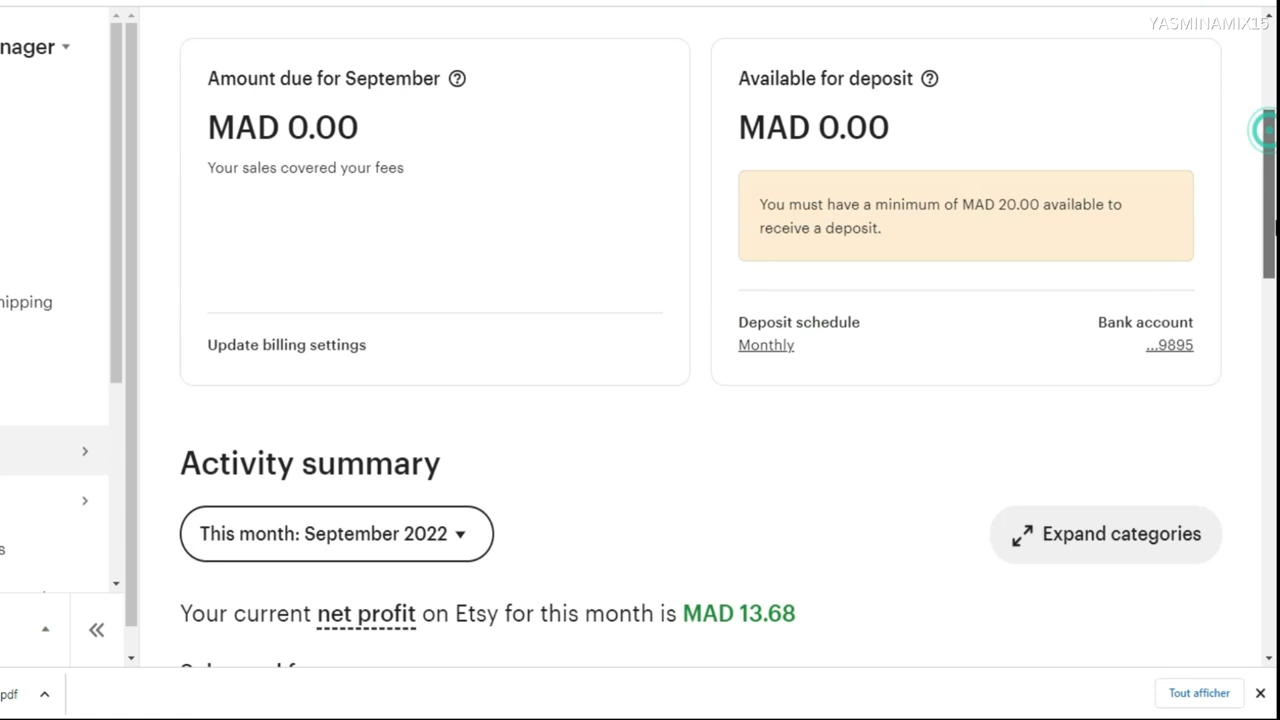 YASMINAMIX15
nager
Amount due for September
Available for deposit
MAD 0.00
MAD 0.00
Your sales covered your fees
You must have a minimum of MAD 20.00 available to
receive a deposit.
hipping
Deposit schedule
Bank account
Monthly
...9895
Update billing settings
Activity summary
This month: September 2022
Expand categories
s
Your current net profit on Etsy for this month is MAD 13.68
pdf
Tout afficher